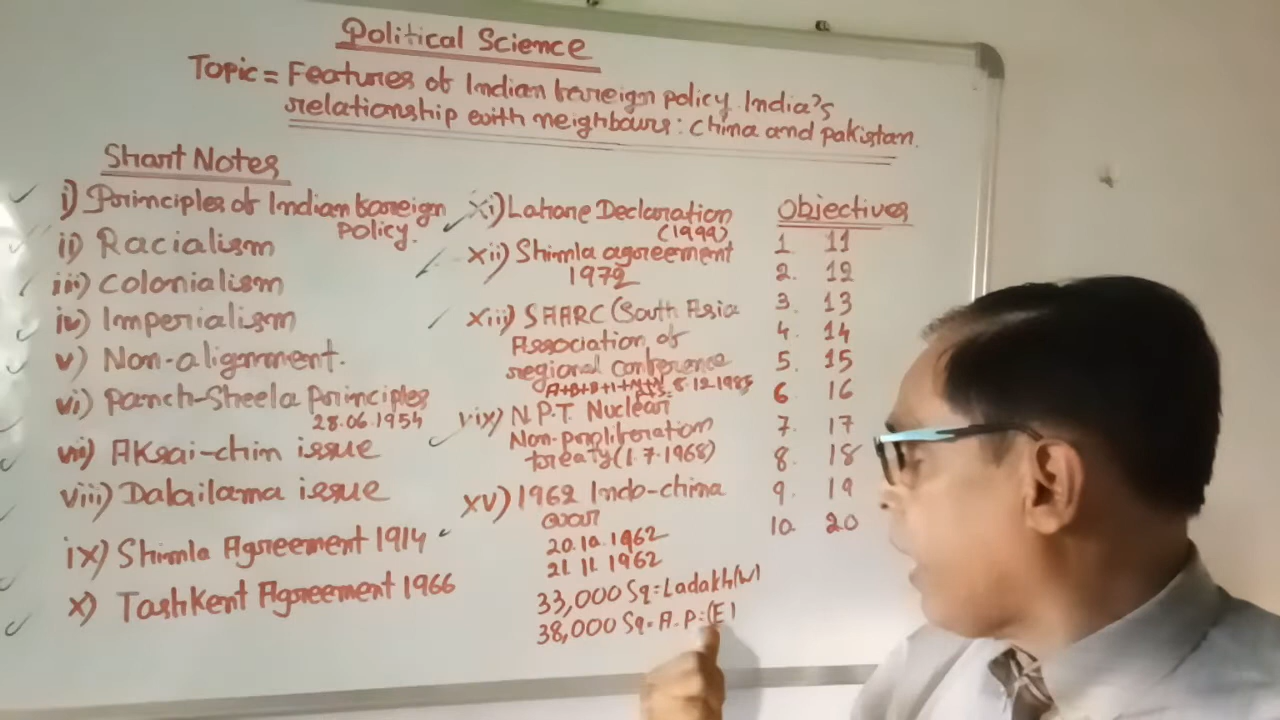 Political Science
Topic = Features of Indian foreign policy. India's
relationship with neighbours: China and Pakistan.
Short Notes
i) Principles of Indian foreign
policy.
ii) Racialism
iii) Colonialism
iv) Imperialism
v) Non-alignment.
vi) Panch-Sheela Principles
28.06.1954
vii) Aksai-chin issue
viii) Dalailama issue
ix) Shimla Agreement 1914
x) Tashkent Agreement 1966
xi) Lahore Declaration
(1999)
xii) Shimla agreement
1972
xiii) SAARC (South Asia
Association of
regional conference
A+B+B+I+M+N
P+S= 8.12.1985
vix) N.P.T. Nuclear
Non-proliferation
treaty (1.7.1968)
xv) 1962 Indo-china
war
20.10.1962
21.11.1962
33,000 Sq=Ladakh(W)
38,000 Sq. A.P=(E)
Objectives
1. 11
2. 12
3. 13
4. 14
5. 15
6. 16
7. 17
8. 18
9. 19
10. 20